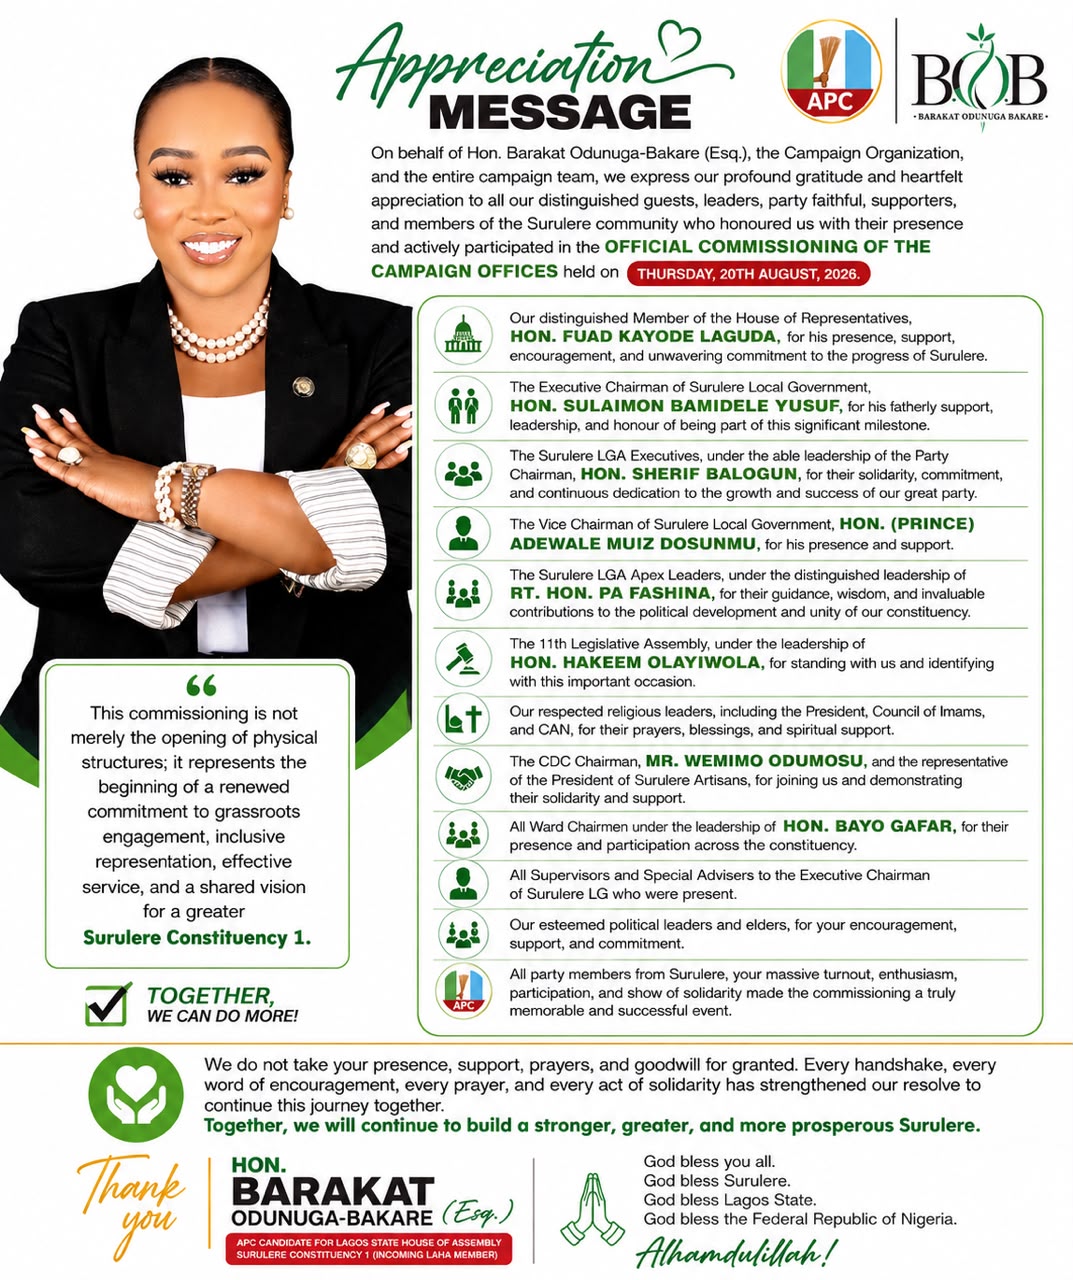 Appreciation
MESSAGE
APC
B.O.B
• BARAKAT ODUNUGA BAKARE •
On behalf of Hon. Barakat Odunuga-Bakare (Esq.), the Campaign Organization,
and the entire campaign team, we express our profound gratitude and heartfelt
appreciation to all our distinguished guests, leaders, party faithful, supporters,
and members of the Surulere community who honoured us with their presence
and actively participated in the OFFICIAL COMMISSIONING OF THE
CAMPAIGN OFFICES held on THURSDAY, 20TH AUGUST, 2026.
Our distinguished Member of the House of Representatives,
HON. FUAD KAYODE LAGUDA, for his presence, support,
encouragement, and unwavering commitment to the progress of Surulere.
The Executive Chairman of Surulere Local Government,
HON. SULAIMON BAMIDELE YUSUF, for his fatherly support,
leadership, and honour of being part of this significant milestone.
The Surulere LGA Executives, under the able leadership of the Party
Chairman, HON. SHERIF BALOGUN, for their solidarity, commitment,
and continuous dedication to the growth and success of our great party.
The Vice Chairman of Surulere Local Government, HON. (PRINCE)
ADEWALE MUIZ DOSUNMU, for his presence and support.
The Surulere LGA Apex Leaders, under the distinguished leadership of
RT. HON. PA FASHINA, for their guidance, wisdom, and invaluable
contributions to the political development and unity of our constituency.
The 11th Legislative Assembly, under the leadership of
HON. HAKEEM OLAYIWOLA, for standing with us and identifying
with this important occasion.
Our respected religious leaders, including the President, Council of Imams,
and CAN, for their prayers, blessings, and spiritual support.
The CDC Chairman, MR. WEMIMO ODUMOSU, and the representative
of the President of Surulere Artisans, for joining us and demonstrating
their solidarity and support.
All Ward Chairmen under the leadership of HON. BAYO GAFAR, for their
presence and participation across the constituency.
All Supervisors and Special Advisers to the Executive Chairman
of Surulere LG who were present.
Our esteemed political leaders and elders, for your encouragement,
support, and commitment.
APC
All party members from Surulere, your massive turnout, enthusiasm,
participation, and show of solidarity made the commissioning a truly
memorable and successful event.
“
This commissioning is not
merely the opening of physical
structures; it represents the
beginning of a renewed
commitment to grassroots
engagement, inclusive
representation, effective
service, and a shared vision
for a greater
Surulere Constituency 1.
TOGETHER,
WE CAN DO MORE!
We do not take your presence, support, prayers, and goodwill for granted. Every handshake, every
word of encouragement, every prayer, and every act of solidarity has strengthened our resolve to
continue this journey together.
Together, we will continue to build a stronger, greater, and more prosperous Surulere.
Thank
you
HON.
BARAKAT
ODUNUGA-BAKARE (Esq.)
APC CANDIDATE FOR LAGOS STATE HOUSE OF ASSEMBLY
SURULERE CONSTITUENCY 1 (INCOMING LAHA MEMBER)
God bless you all.
God bless Surulere.
God bless Lagos State.
God bless the Federal Republic of Nigeria.
Alhamdulillah!